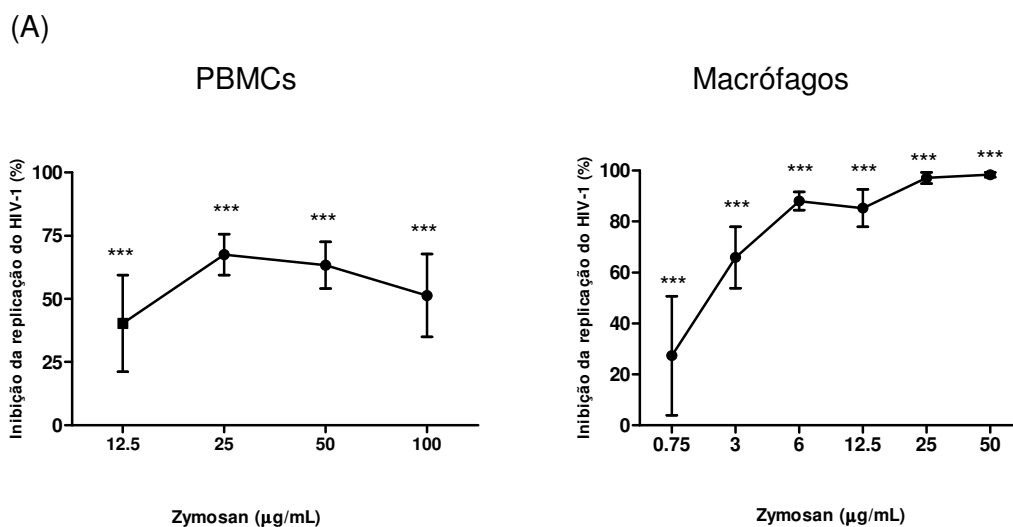 (A)
PBMCs
Inibição da replicação do HIV-1 (%)
100
75
50
25
0
***
***
***
***
12.5 25 50 100
Zymosan (µg/mL)
Macrófagos
Inibição da replicação do HIV-1 (%)
100
80
60
40
20
0
***
***
***
***
***
***
0.75 3 6 12.5 25 50
Zymosan (µg/mL)